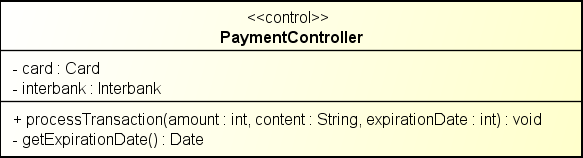 <<control>>
PaymentController
- card : Card
- interbank : Interbank
+ processTransaction(amount : int, content : String, expirationDate : int) : void
- getExpirationDate() : Date